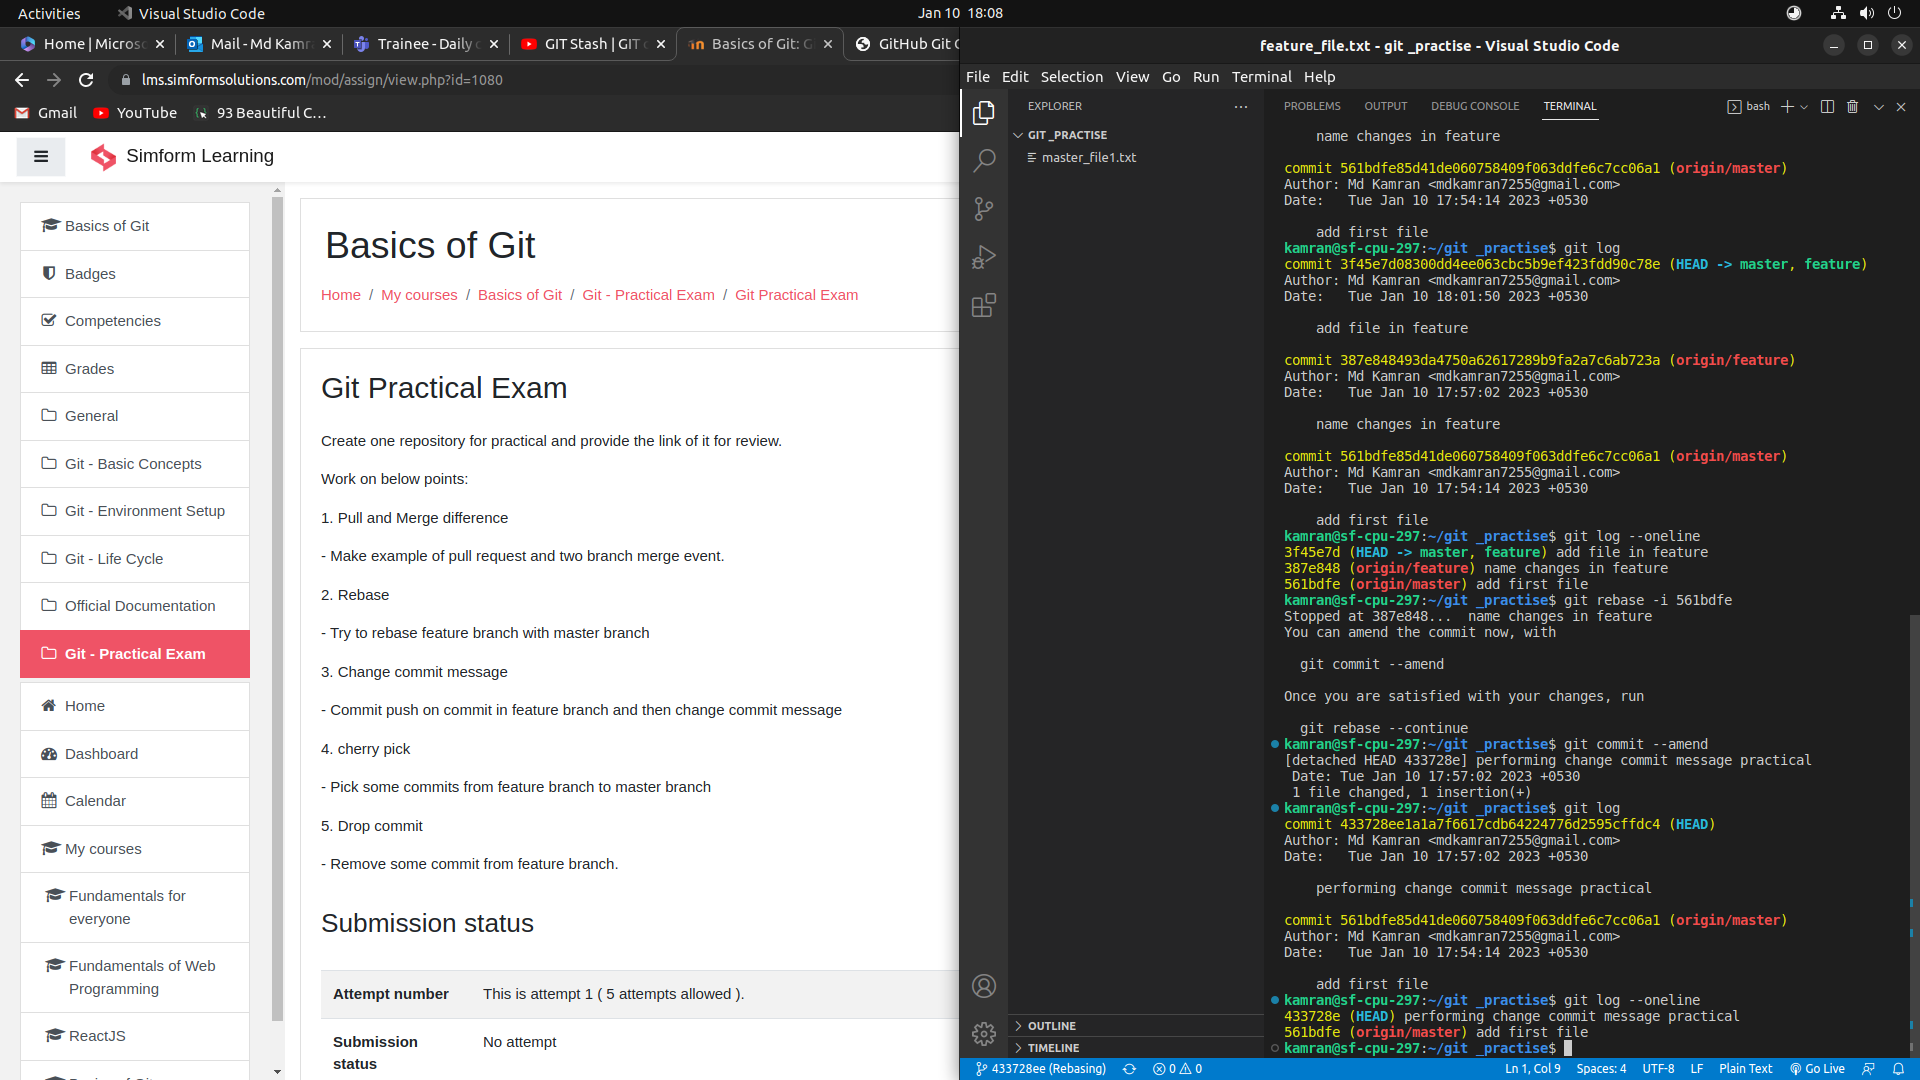 Activities
Visual Studio Code
Jan 10 18:08
Home | Micros
Mail - Md Kamr
Trainee - Daily
GIT Stash | GIT
Basics of Git: G
GitHub Git
lms.simformsolutions.com/mod/assign/view.php?id=1080
Gmail
YouTube
93 Beautiful C...
Simform Learning
Basics of Git
Badges
Competencies
Grades
General
Git - Basic Concepts
Git - Environment Setup
Git - Life Cycle
Official Documentation
Git - Practical Exam
Home
Dashboard
Calendar
My courses
Fundamentals for
everyone
Fundamentals of Web
Programming
ReactJS
Basics of Git
Home / My courses / Basics of Git / Git - Practical Exam / Git Practical Exam
Git Practical Exam
Create one repository for practical and provide the link of it for review.
Work on below points:
1. Pull and Merge difference
- Make example of pull request and two branch merge event.
2. Rebase
- Try to rebase feature branch with master branch
3. Change commit message
- Commit push on commit in feature branch and then change commit message
4. cherry pick
- Pick some commits from feature branch to master branch
5. Drop commit
- Remove some commit from feature branch.
Submission status
Attempt number This is attempt 1 ( 5 attempts allowed ).
Submission status No attempt
feature_file.txt - git _practise - Visual Studio Code
File Edit Selection View Go Run Terminal Help
EXPLORER
GIT _PRACTISE
master_file1.txt
OUTLINE
TIMELINE
PROBLEMS OUTPUT DEBUG CONSOLE TERMINAL
bash
name changes in feature
commit 561bdfe85d41de060758409f063ddfe6c7cc06a1 (origin/master)
Author: Md Kamran <mdkamran7255@gmail.com>
Date: Tue Jan 10 17:54:14 2023 +0530
add first file
kamran@sf-cpu-297:~/git _practise$ git log
commit 3f45e7d08300dd4ee063cbc5b9ef423fdd90c78e (HEAD -> master, feature)
Author: Md Kamran <mdkamran7255@gmail.com>
Date: Tue Jan 10 18:01:50 2023 +0530
add file in feature
commit 387e848493da4750a62617289b9fa2a7c6ab723a (origin/feature)
Author: Md Kamran <mdkamran7255@gmail.com>
Date: Tue Jan 10 17:57:02 2023 +0530
name changes in feature
commit 561bdfe85d41de060758409f063ddfe6c7cc06a1 (origin/master)
Author: Md Kamran <mdkamran7255@gmail.com>
Date: Tue Jan 10 17:54:14 2023 +0530
add first file
kamran@sf-cpu-297:~/git _practise$ git log --oneline
3f45e7d (HEAD -> master, feature) add file in feature
387e848 (origin/feature) name changes in feature
561bdfe (origin/master) add first file
kamran@sf-cpu-297:~/git _practise$ git rebase -i 561bdfe
Stopped at 387e848... name changes in feature
You can amend the commit now, with
git commit --amend
Once you are satisfied with your changes, run
git rebase --continue
kamran@sf-cpu-297:~/git _practise$ git commit --amend
[detached HEAD 433728e] performing change commit message practical
Date: Tue Jan 10 17:57:02 2023 +0530
1 file changed, 1 insertion(+)
kamran@sf-cpu-297:~/git _practise$ git log
commit 433728ee1a1a7f6617cdb64224776d2595cffdc4 (HEAD)
Author: Md Kamran <mdkamran7255@gmail.com>
Date: Tue Jan 10 17:57:02 2023 +0530
performing change commit message practical
commit 561bdfe85d41de060758409f063ddfe6c7cc06a1 (origin/master)
Author: Md Kamran <mdkamran7255@gmail.com>
Date: Tue Jan 10 17:54:14 2023 +0530
add first file
kamran@sf-cpu-297:~/git _practise$ git log --oneline
433728e (HEAD) performing change commit message practical
561bdfe (origin/master) add first file
kamran@sf-cpu-297:~/git _practise$
433728ee (Rebasing) 0 0
Ln 1, Col 9 Spaces: 4 UTF-8 LF Plain Text Go Live